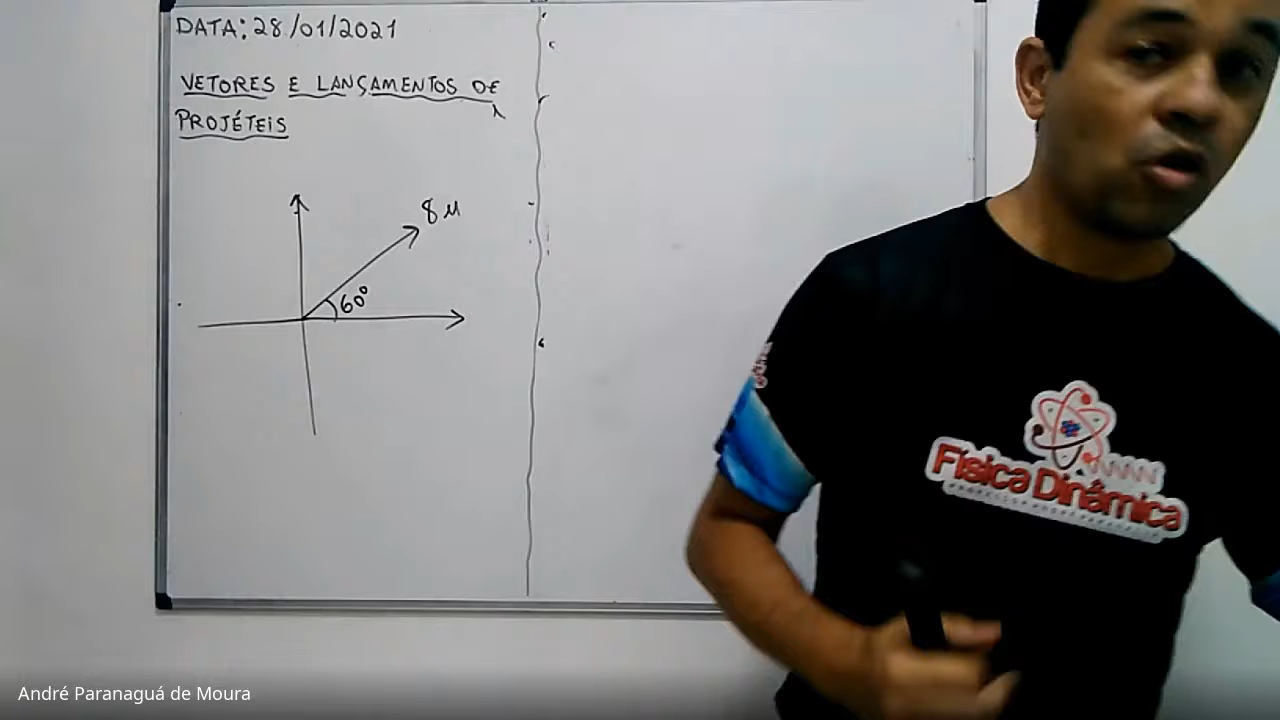 DATA: 28/01/2021
VETORES E LANÇAMENTOS DE
PROJÉTEIS
8 u
60°
Física Dinâmica
André Paranaguá de Moura